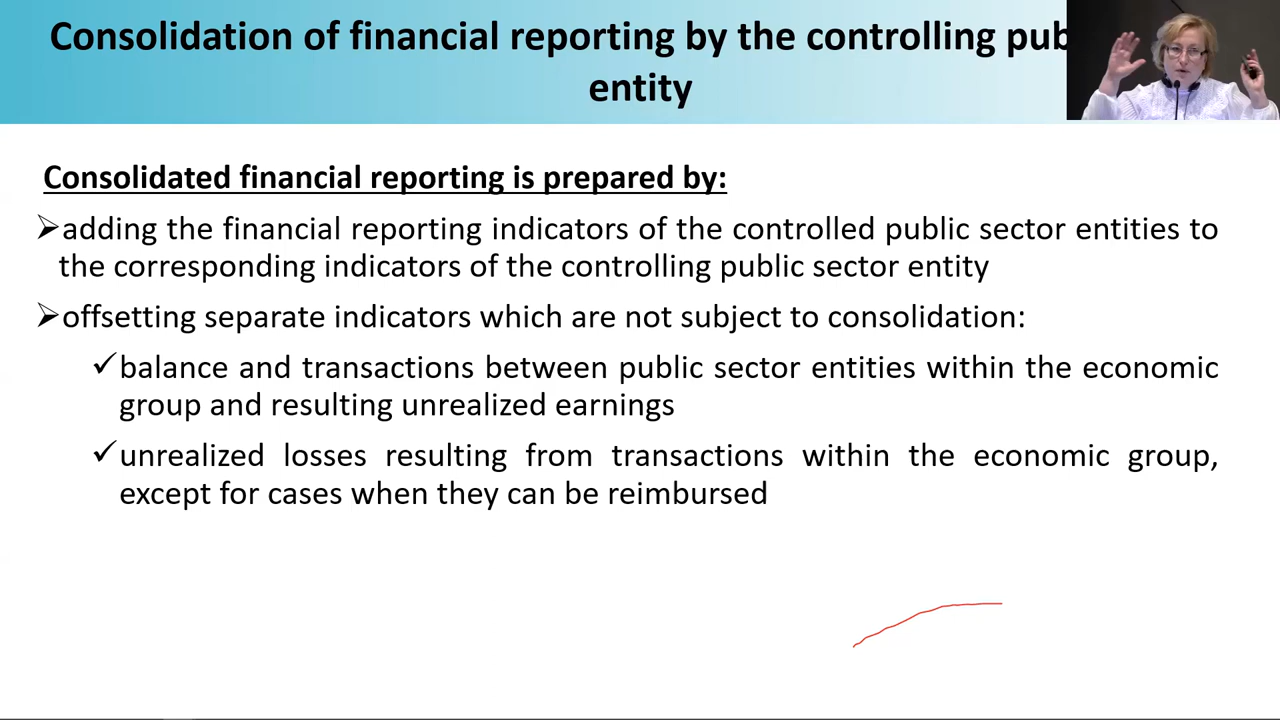 Consolidation of financial reporting by the controlling
entity
Consolidated financial reporting is prepared by:
adding the financial reporting indicators of the controlled public sector entities to
the corresponding indicators of the controlling public sector entity
offsetting separate indicators which are not subject to consolidation:
balance and transactions between public sector entities within the economic
group and resulting unrealized earnings
unrealized losses resulting from transactions within the economic group,
except for cases when they can be reimbursed